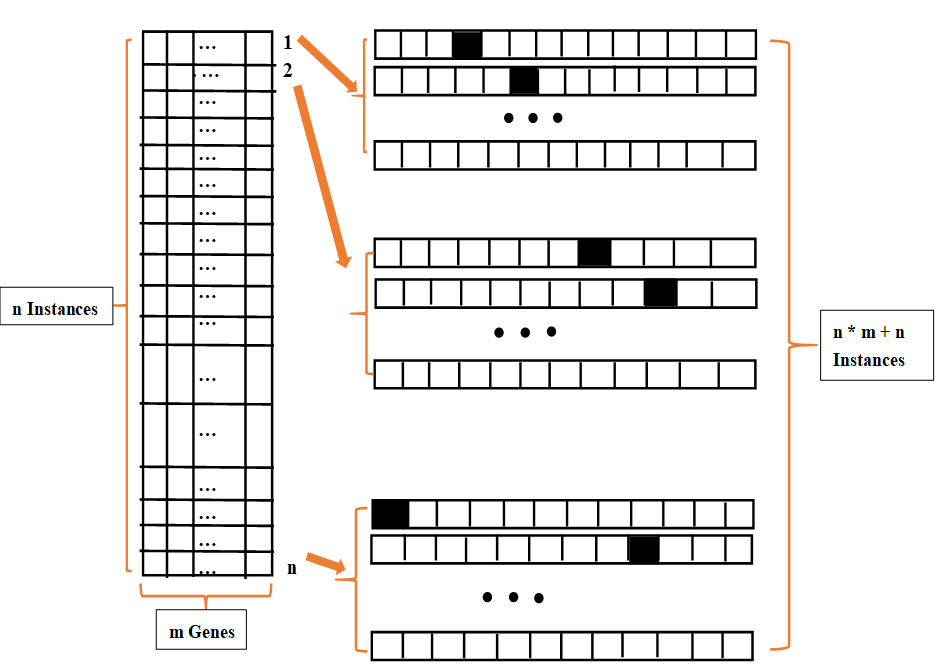 1
2
n
n Instances
m Genes
n * m + n
Instances